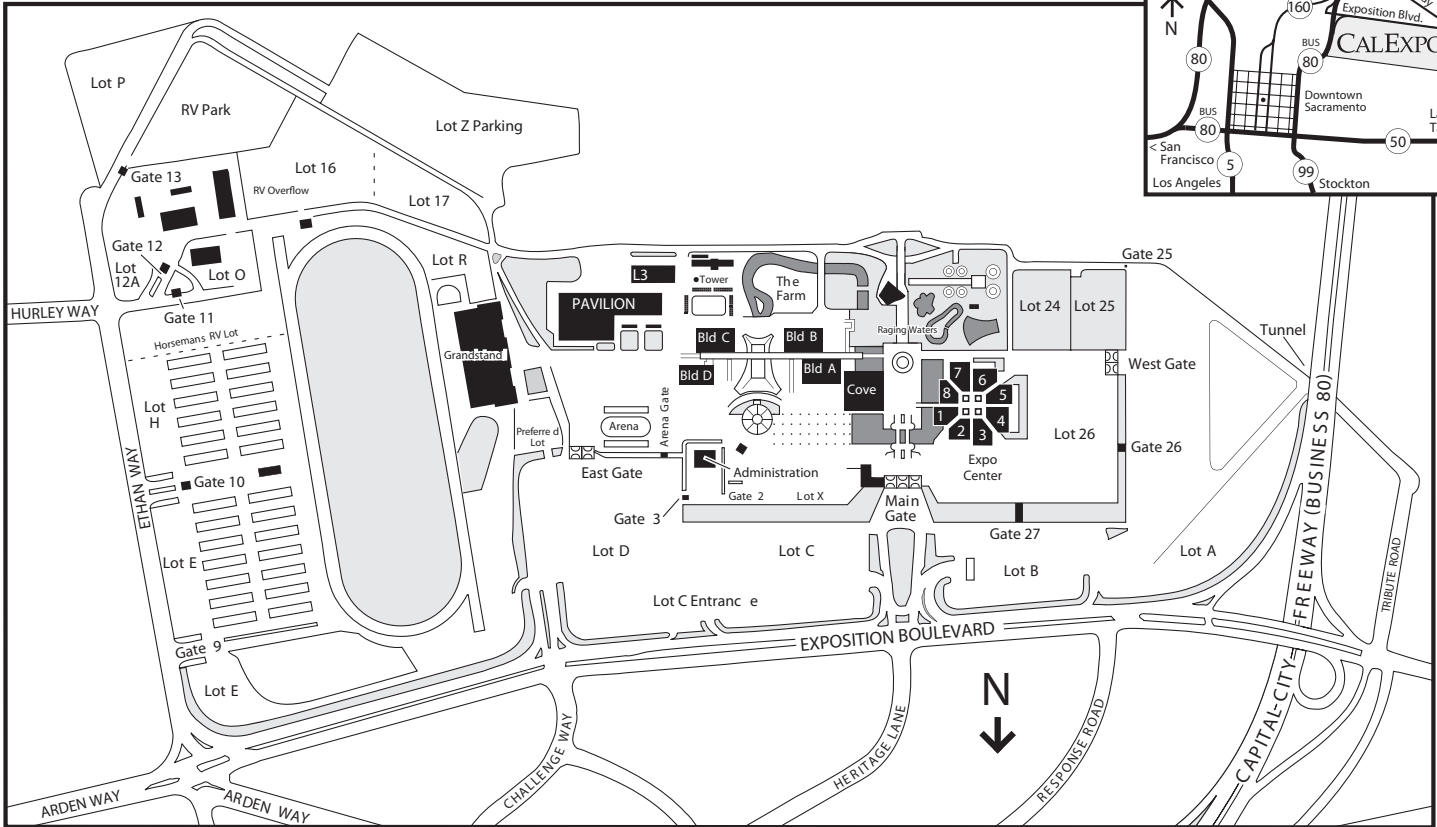 N
160
Exposition Blvd.
BUS
80
CALEXPO
80
Downtown
Sacramento
BUS
80
50
< San
Francisco
5
99
Los Angeles
Stockton
Lot P
RV Park
Lot Z Parking
Gate 13
Lot 16
RV Overflow
Lot 17
Gate 12
Lot
12A
Lot O
Lot R
Gate 25
HURLEY WAY
Gate 11
Horsemans RV Lot
L3
Tower
The
Farm
PAVILION
Lot 24
Lot 25
Raging Waters
Tunnel
Grandstand
Bld C
Bld B
Bld D
Bld A
Cove
West Gate
7
6
8
5
1
4
2
3
Lot
H
Preferre d
Lot
Arena
Arena Gate
Lot 26
Gate 26
East Gate
Administration
Expo
Center
Gate 10
ETHAN WAY
Gate 2
Lot X
Main
Gate
Gate 3
Gate 27
Lot E
Lot D
Lot C
Lot B
Lot A
Lot C Entranc e
EXPOSITION BOULEVARD
FREEWAY (BUSINESS 80)
CAPITAL-CITY
TRIBUTE ROAD
Gate 9
Lot E
N
CHALLENGE WAY
HERITAGE LANE
RESPONSE ROAD
ARDEN WAY
ARDEN WAY